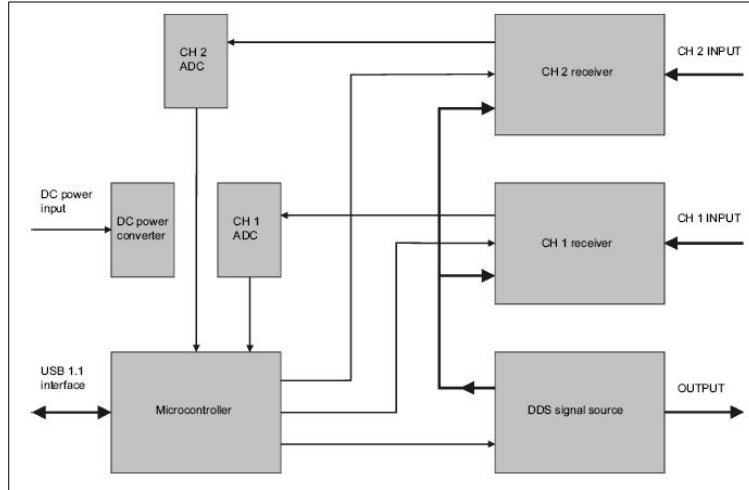 CH 2
ADC
CH 2 receiver
CH 2 INPUT
DC power
input
DC power
converter
CH 1
ADC
CH 1 receiver
CH 1 INPUT
USB 1.1
interface
Microcontroller
DDS signal source
OUTPUT